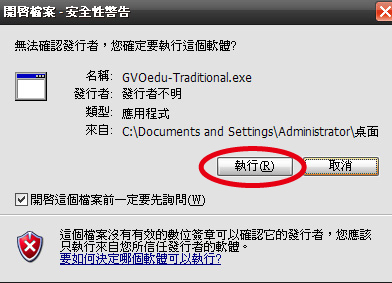 開啓檔案 - 安全性警告
無法確認發行者，您確定要執行這個軟體?
名稱: GVOedu-Traditional.exe
發行者: 發行者不明
類型: 應用程式
來自: C:\Documents and Settings\Administrator\桌面
執行(R) 取消
開啓這個檔案前一定要先詢問(W)
這個檔案沒有有效的數位簽章可以確認它的發行者，您應該
只執行來自您所信任發行者的軟體。
要如何決定哪個軟體可以執行?